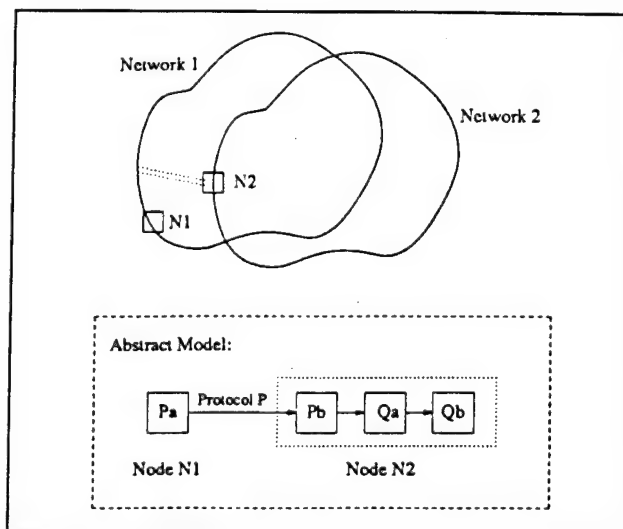 Network 1
Network 2
N2
N1
Abstract Model:
Pa
Protocol P
Pb
Qa
Qb
Node N1
Node N2